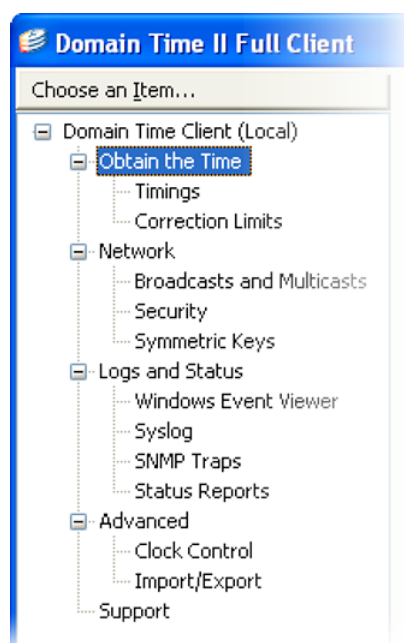 Domain Time II Full Client
Choose an Item...
Domain Time Client (Local)
Obtain the Time
Timings
Correction Limits
Network
Broadcasts and Multicasts
Security
Symmetric Keys
Logs and Status
Windows Event Viewer
Syslog
SNMP Traps
Status Reports
Advanced
Clock Control
Import/Export
Support